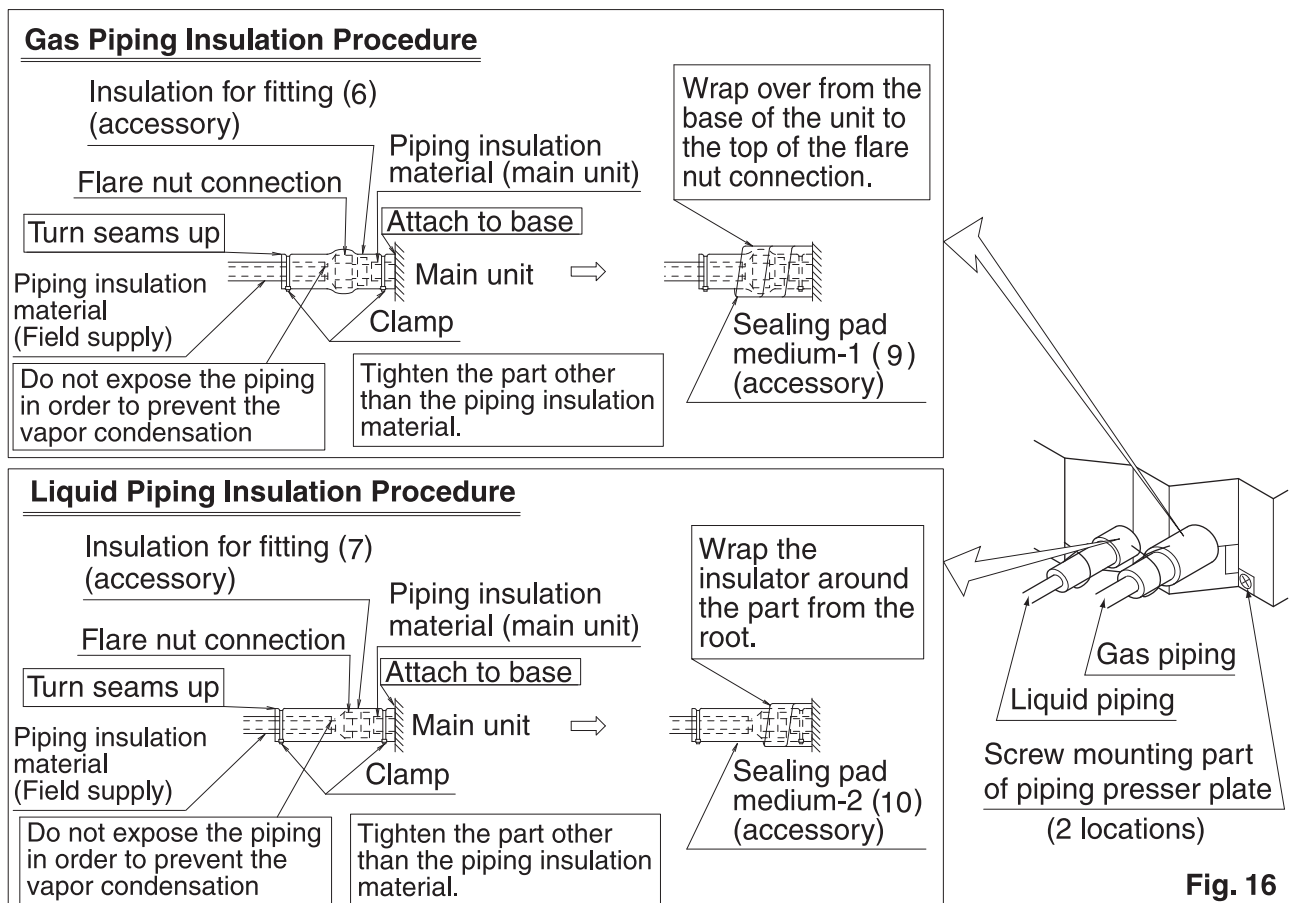 Gas Piping Insulation Procedure
Insulation for fitting (6)
(accessory)
Piping insulation
material (main unit)
Flare nut connection
Attach to base
Turn seams up
Main unit
Piping insulation
material
(Field supply)
Clamp
Do not expose the piping
in order to prevent the
vapor condensation
Tighten the part other
than the piping insulation
material.
Wrap over from the
base of the unit to
the top of the flare
nut connection.
Sealing pad
medium-1 (9)
(accessory)
Liquid Piping Insulation Procedure
Insulation for fitting (7)
(accessory)
Piping insulation
material (main unit)
Flare nut connection
Attach to base
Turn seams up
Main unit
Piping insulation
material
(Field supply)
Clamp
Do not expose the piping
in order to prevent the
vapor condensation
Tighten the part other
than the piping insulation
material.
Wrap the
insulator around
the part from the
root.
Sealing pad
medium-2 (10)
(accessory)
Gas piping
Liquid piping
Screw mounting part
of piping presser plate
(2 locations)
Fig. 16